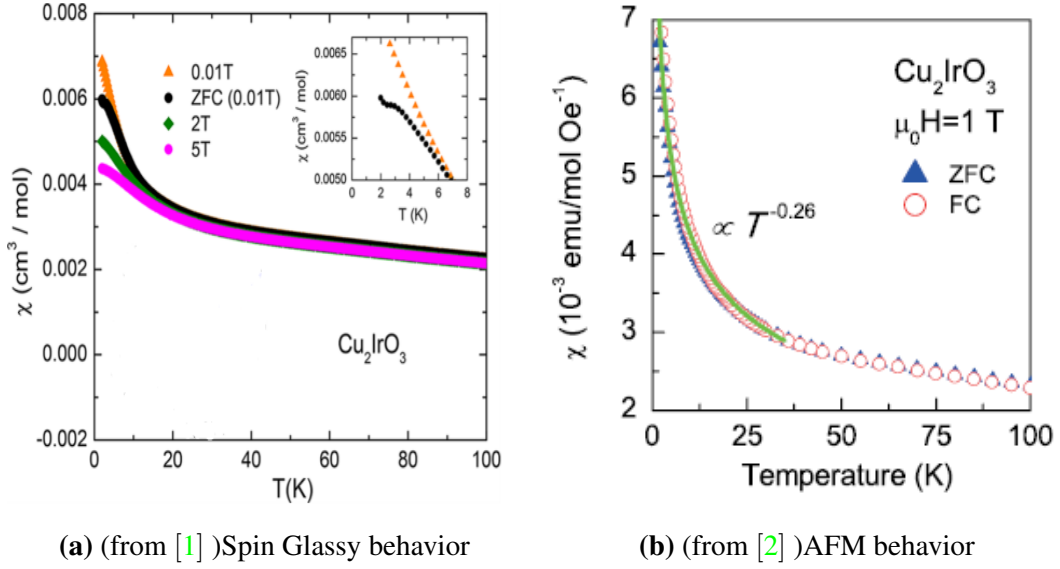 0.01T
ZFC (0.01T)
2T
5T
0.008
0.006
0.004
0.002
0.000
-0.002
χ (cm³ / mol)
0 20 40 60 80 100
T(K)
Cu₂IrO₃
0.0065
0.0060
0.0055
0.0050
χ (cm³ / mol)
0 2 4 6 8
T (K)
7
6
5
4
3
2
χ (10⁻³ emu/mol Oe⁻¹)
Cu₂IrO₃
μ₀H=1 T
ZFC
FC
∝ T⁻⁰·²⁶
0 25 50 75 100
Temperature (K)
(a) (from [1] )Spin Glassy behavior
(b) (from [2] )AFM behavior